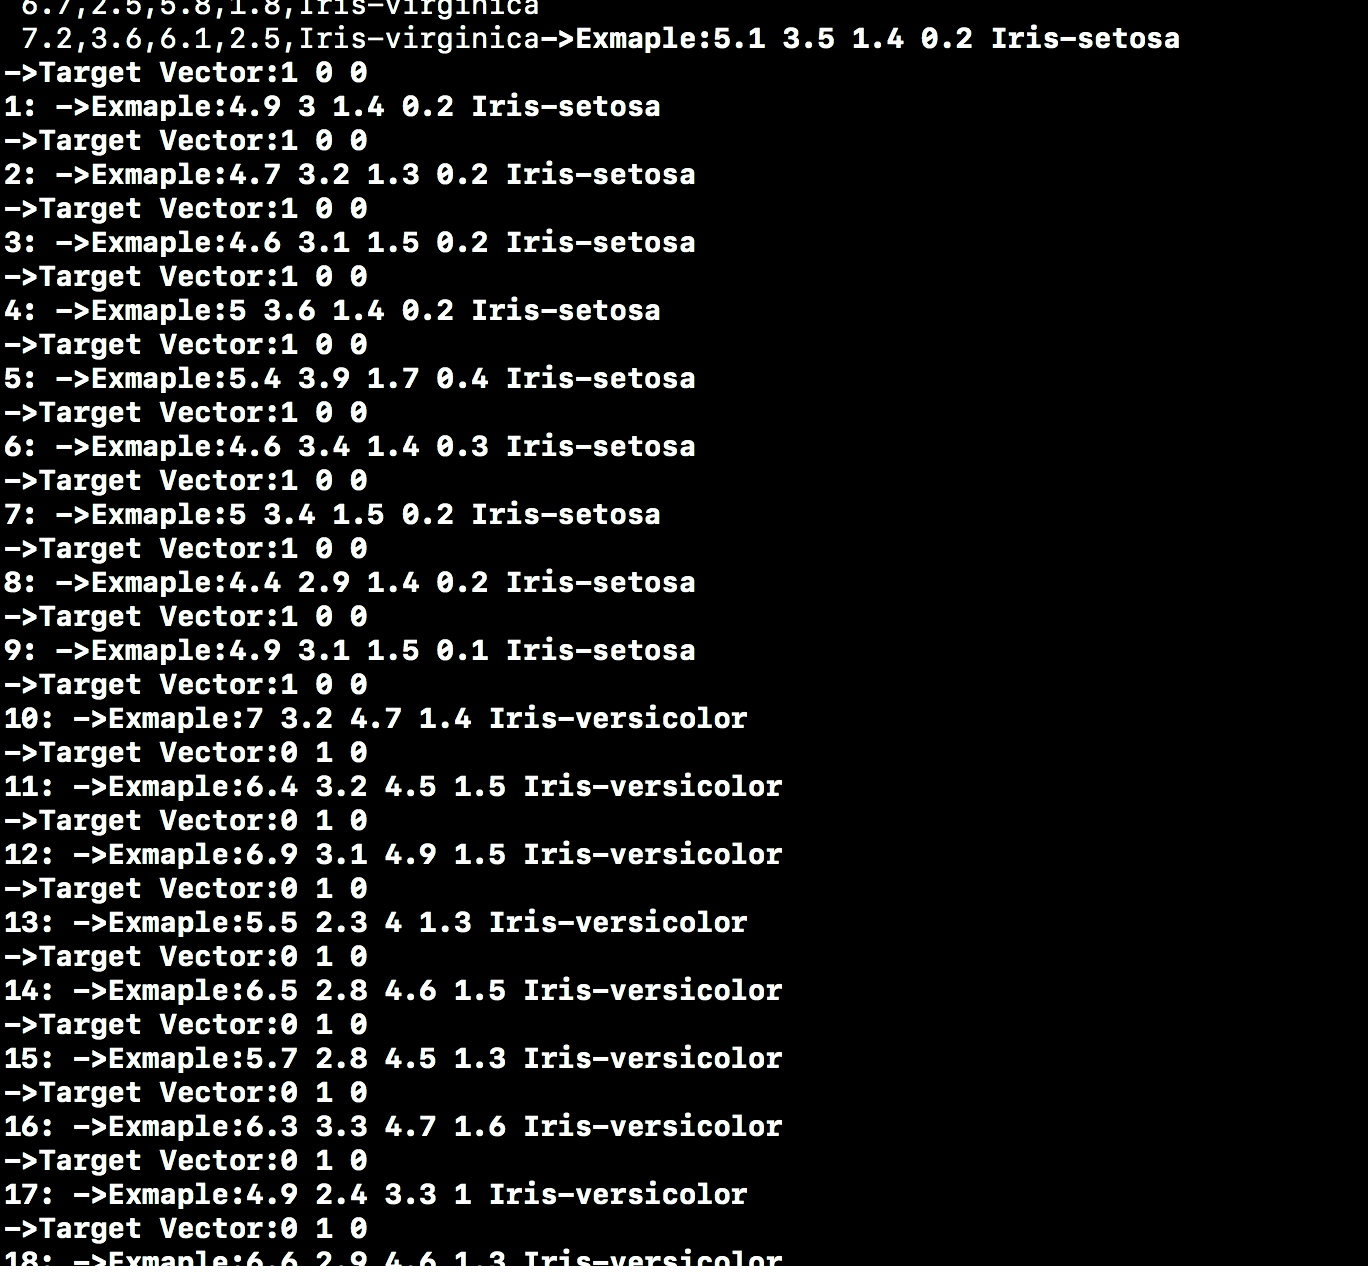 6.7,2.5,5.8,1.8,Iris-virginica
7.2,3.6,6.1,2.5,Iris-virginica->Exmaple:5.1 3.5 1.4 0.2 Iris-setosa
->Target Vector:1 0 0
1: ->Exmaple:4.9 3 1.4 0.2 Iris-setosa
->Target Vector:1 0 0
2: ->Exmaple:4.7 3.2 1.3 0.2 Iris-setosa
->Target Vector:1 0 0
3: ->Exmaple:4.6 3.1 1.5 0.2 Iris-setosa
->Target Vector:1 0 0
4: ->Exmaple:5 3.6 1.4 0.2 Iris-setosa
->Target Vector:1 0 0
5: ->Exmaple:5.4 3.9 1.7 0.4 Iris-setosa
->Target Vector:1 0 0
6: ->Exmaple:4.6 3.4 1.4 0.3 Iris-setosa
->Target Vector:1 0 0
7: ->Exmaple:5 3.4 1.5 0.2 Iris-setosa
->Target Vector:1 0 0
8: ->Exmaple:4.4 2.9 1.4 0.2 Iris-setosa
->Target Vector:1 0 0
9: ->Exmaple:4.9 3.1 1.5 0.1 Iris-setosa
->Target Vector:1 0 0
10: ->Exmaple:7 3.2 4.7 1.4 Iris-versicolor
->Target Vector:0 1 0
11: ->Exmaple:6.4 3.2 4.5 1.5 Iris-versicolor
->Target Vector:0 1 0
12: ->Exmaple:6.9 3.1 4.9 1.5 Iris-versicolor
->Target Vector:0 1 0
13: ->Exmaple:5.5 2.3 4 1.3 Iris-versicolor
->Target Vector:0 1 0
14: ->Exmaple:6.5 2.8 4.6 1.5 Iris-versicolor
->Target Vector:0 1 0
15: ->Exmaple:5.7 2.8 4.5 1.3 Iris-versicolor
->Target Vector:0 1 0
16: ->Exmaple:6.3 3.3 4.7 1.6 Iris-versicolor
->Target Vector:0 1 0
17: ->Exmaple:4.9 2.4 3.3 1 Iris-versicolor
->Target Vector:0 1 0
18: ->Exmaple:6.6 2.9 4.6 1.3 Iris-versicolor